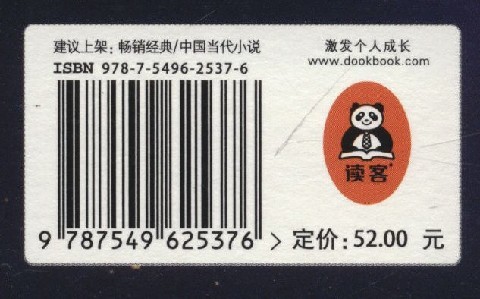 建议上架：畅销经典/中国当代小说
ISBN 978-7-5496-2537-6
9 787549 625376 >
激发个人成长
www.dookbook.com
读客
定价：52.00 元